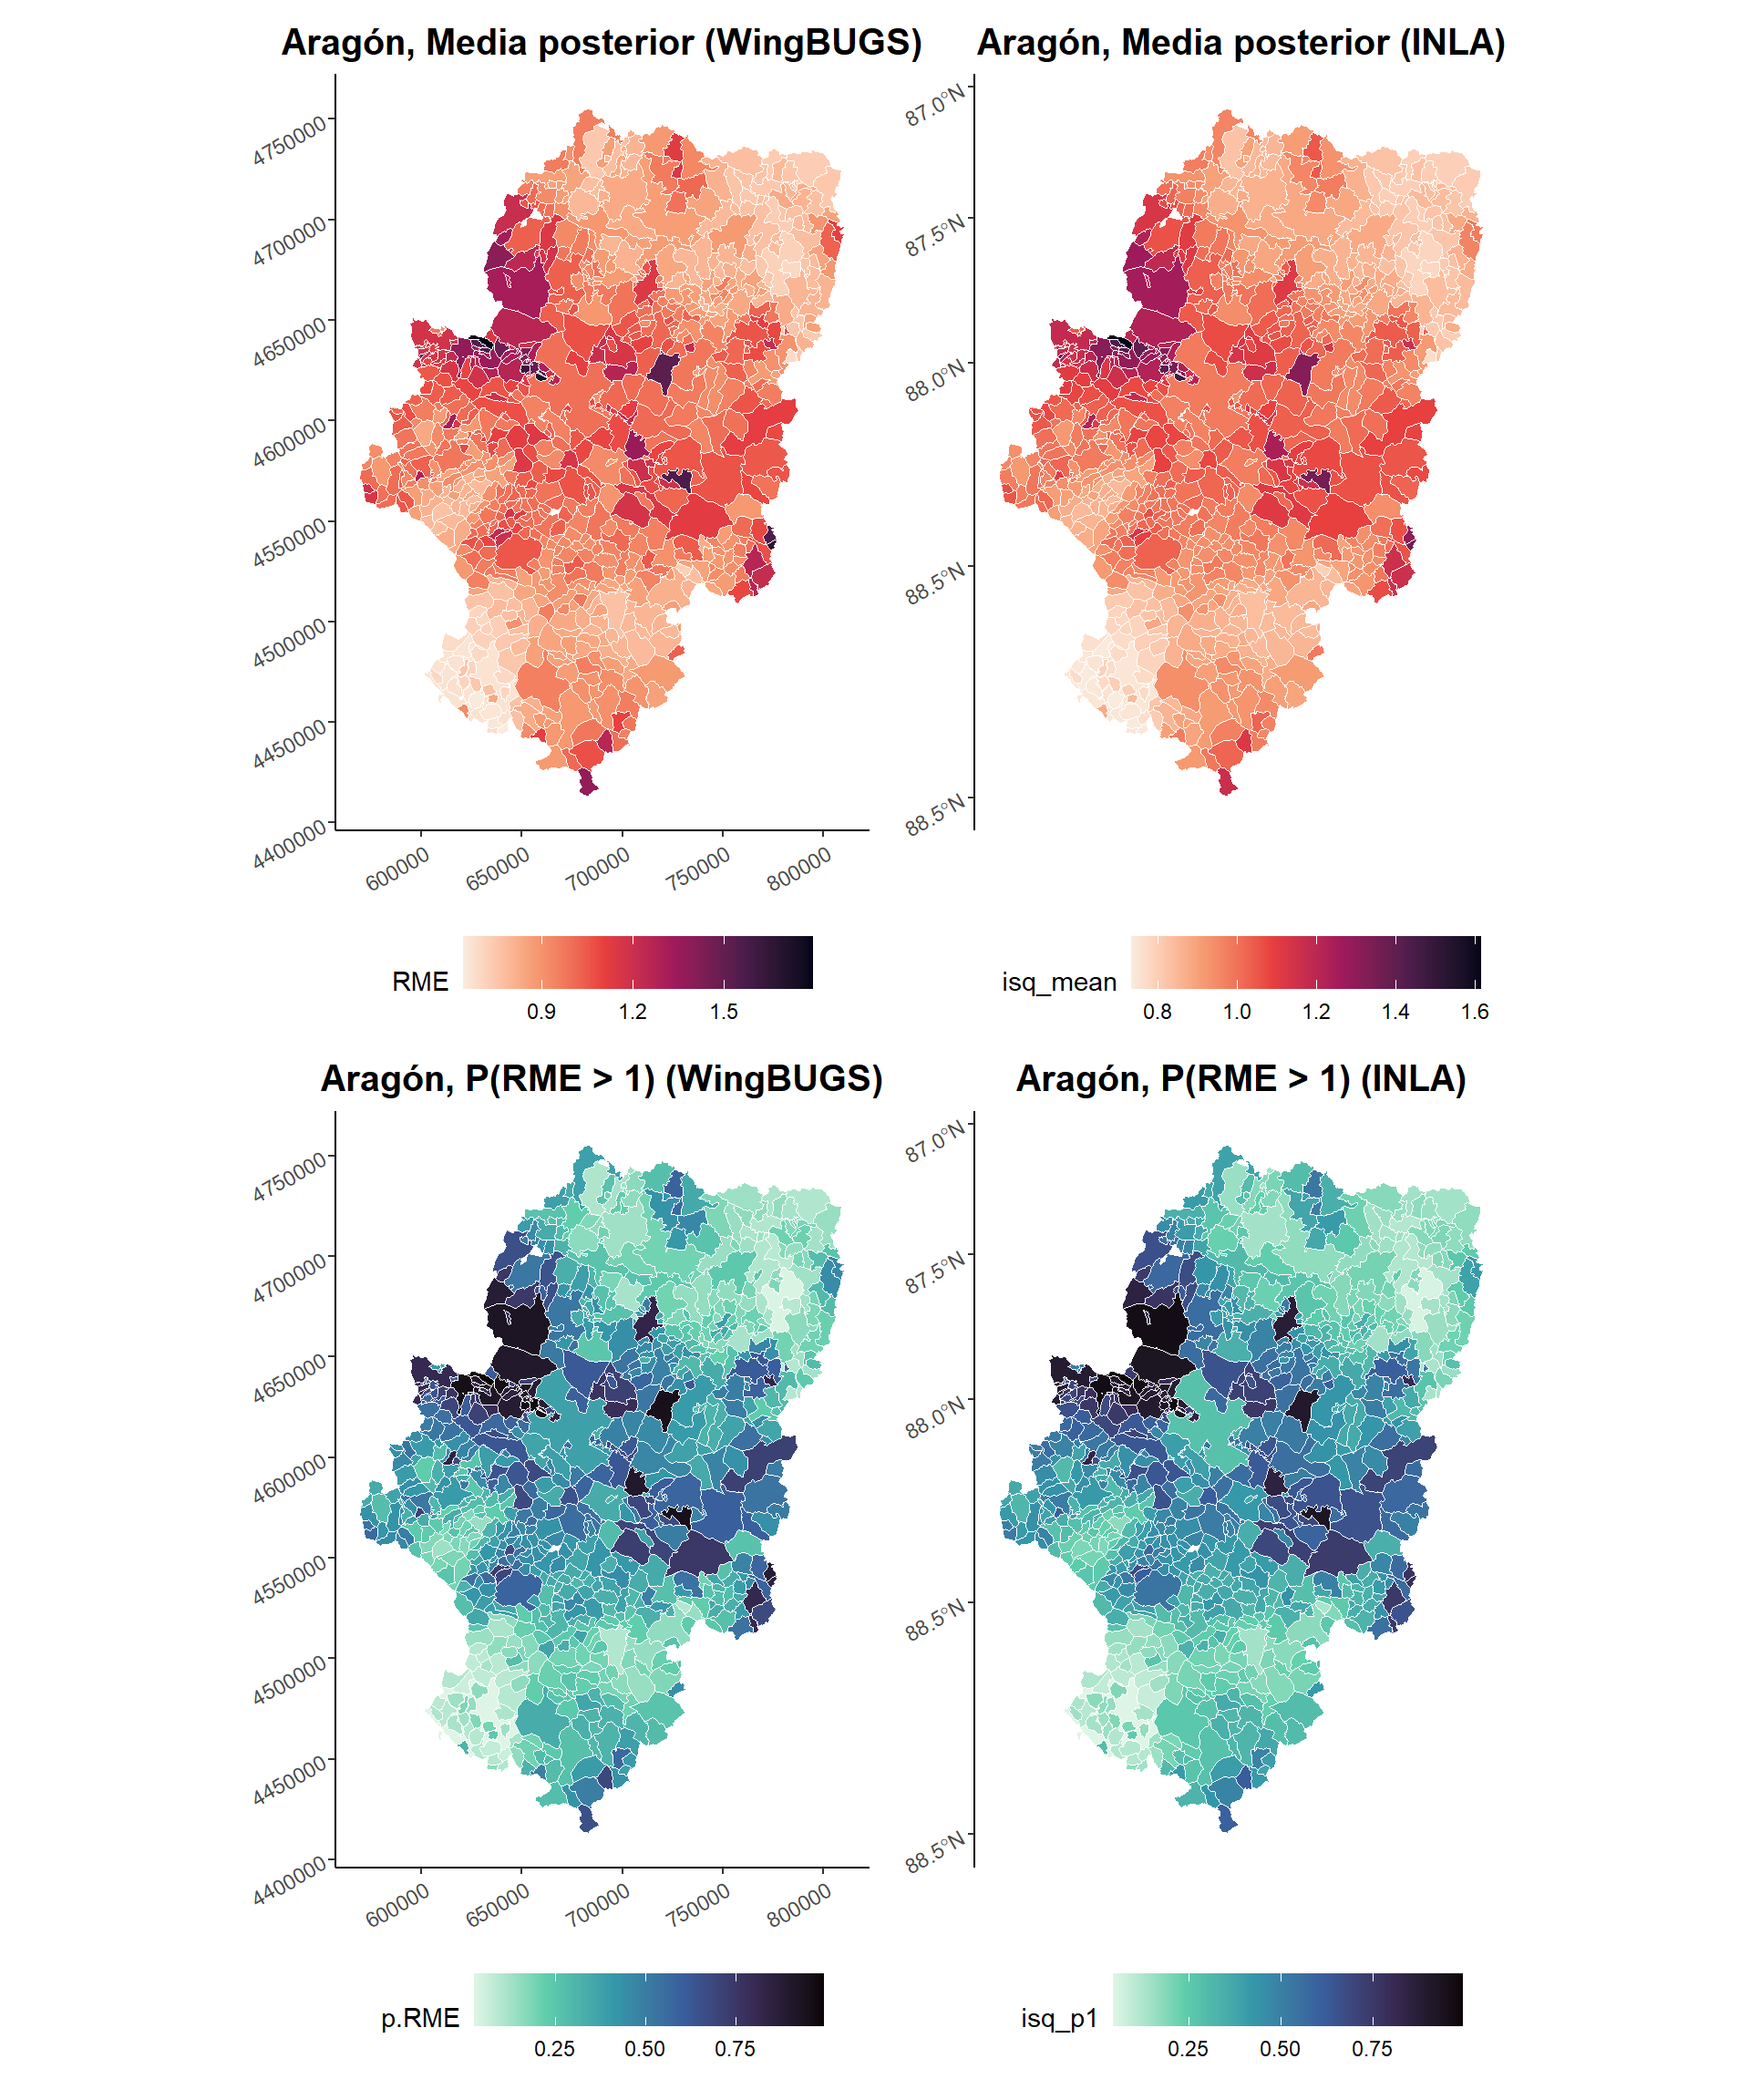 Aragón, Media posterior (WingBUGS)
Aragón, Media posterior (INLA)
4750000
4700000
4650000
4600000
4550000
4500000
4450000
4400000
600000
650000
700000
750000
800000
87.0°N
87.5°N
88.0°N
88.5°N
88.5°N
RME
0.9
1.2
1.5
isq_mean
0.8
1.0
1.2
1.4
1.6
Aragón, P(RME > 1) (WingBUGS)
Aragón, P(RME > 1) (INLA)
4750000
4700000
4650000
4600000
4550000
4500000
4450000
4400000
600000
650000
700000
750000
800000
87.0°N
87.5°N
88.0°N
88.5°N
88.5°N
p.RME
0.25
0.50
0.75
isq_p1
0.25
0.50
0.75